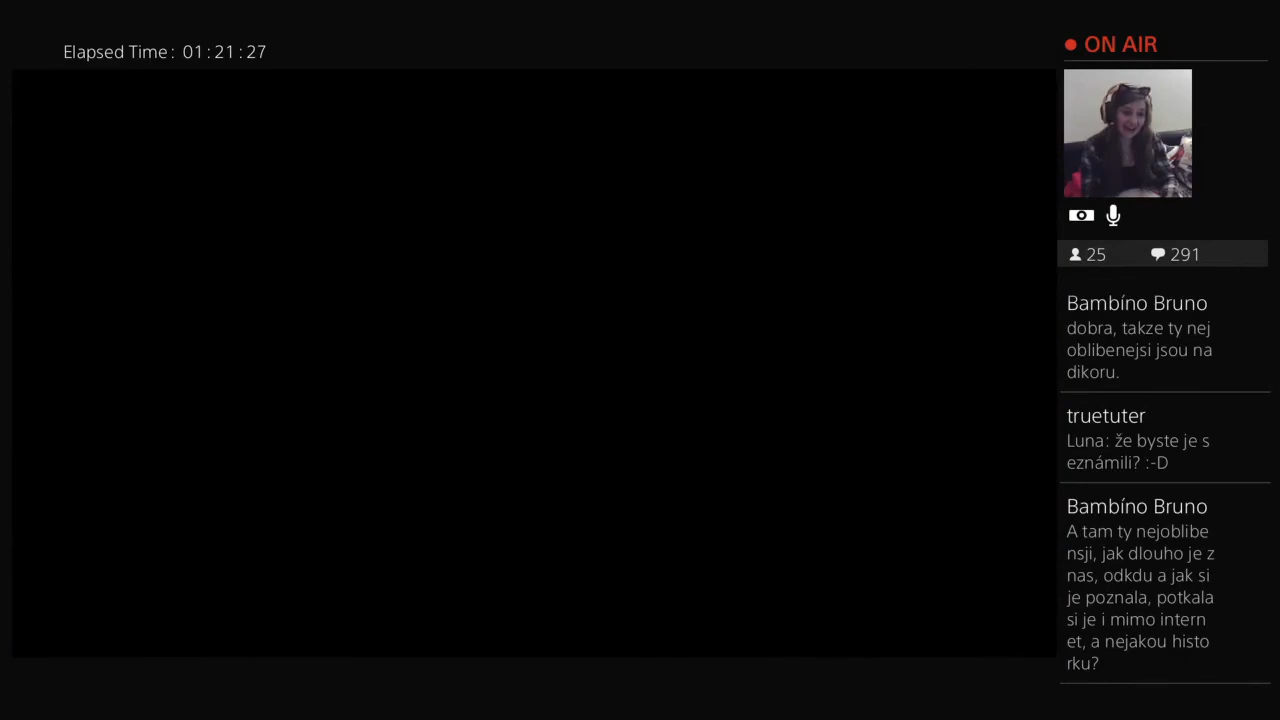 Elapsed Time: 01:21:27
ON AIR
25 291
Bambíno Bruno
dobra, takze ty nej
oblibenejsi jsou na
dikoru.
truetuter
Luna: že byste je s
eznámili? :-D
Bambíno Bruno
A tam ty nejoblibe
nsji, jak dlouho je z
nas, odkdu a jak si
je poznala, potkala
si je i mimo intern
et, a nejakou histo
rku?